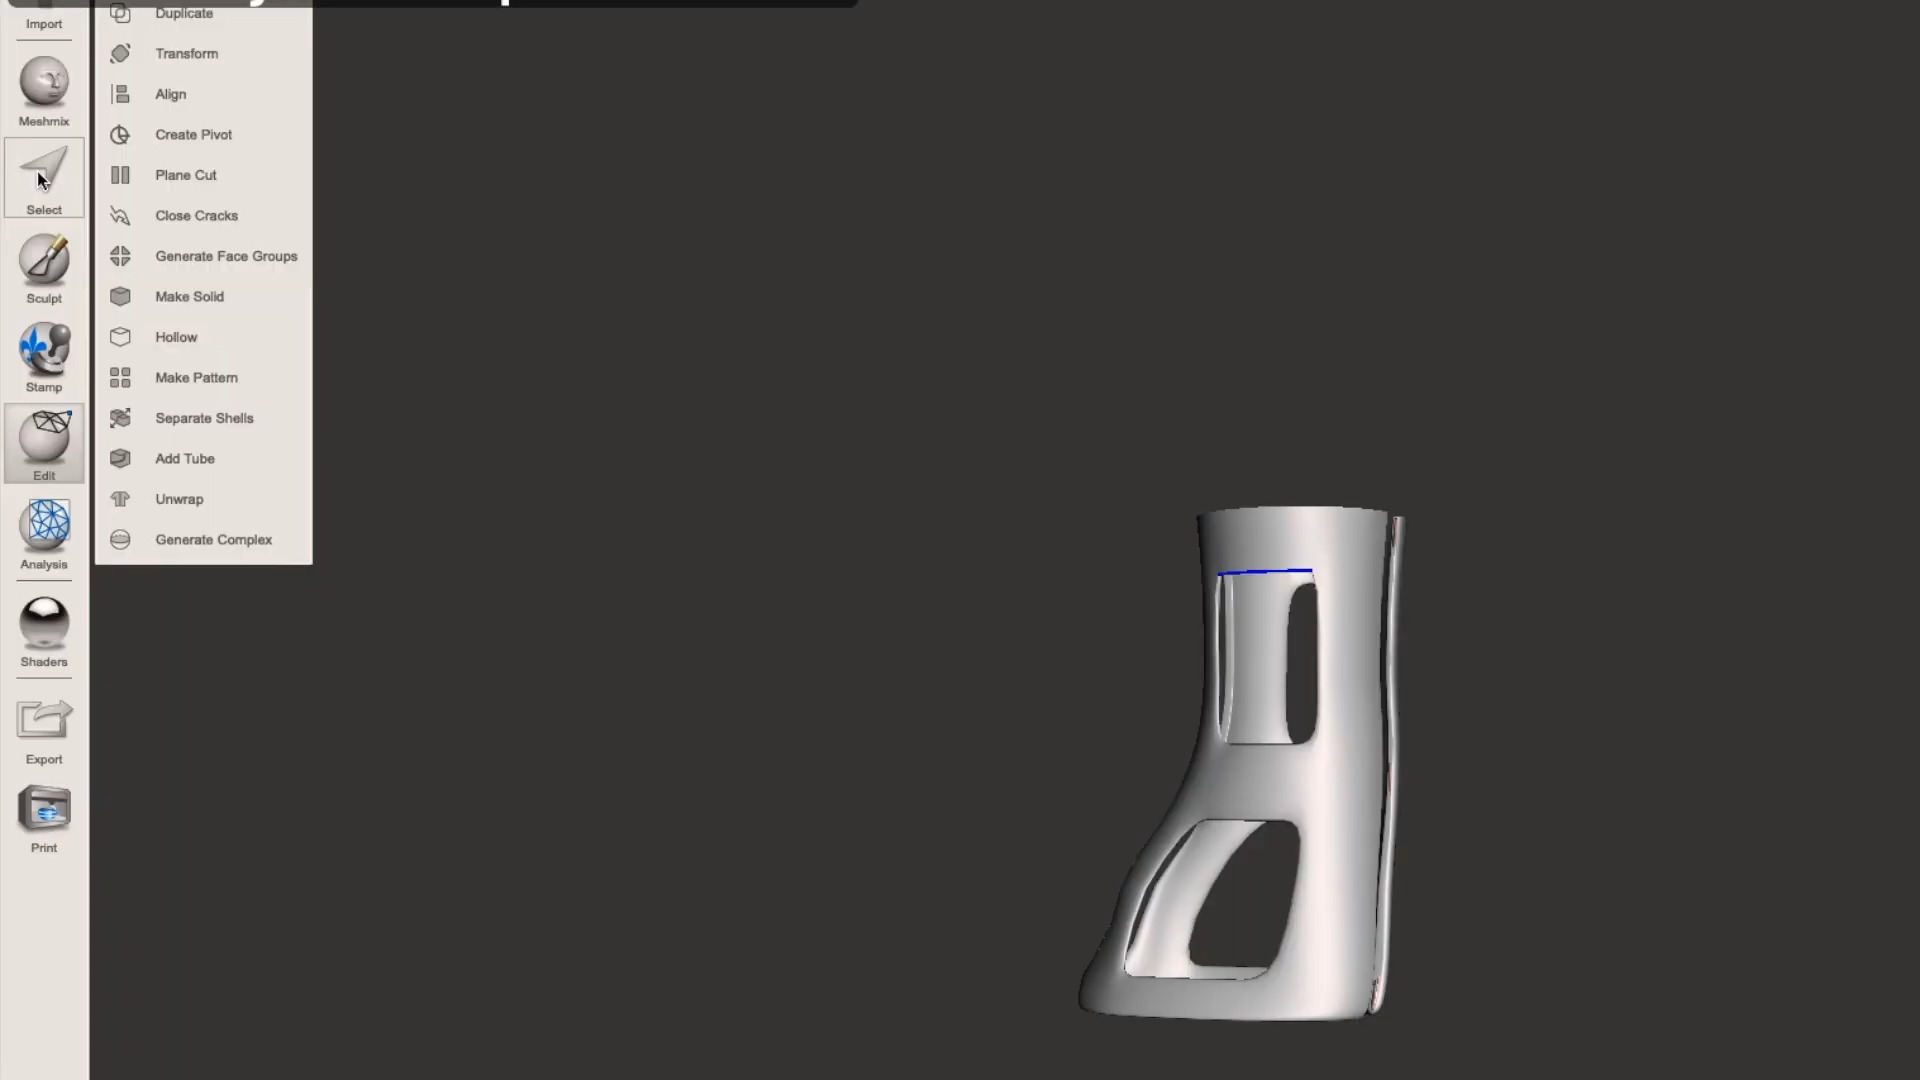 Import
Meshmix
Select
Sculpt
Stamp
Edit
Analysis
Shaders
Export
Print
Duplicate
Transform
Align
Create Pivot
Plane Cut
Close Cracks
Generate Face Groups
Make Solid
Hollow
Make Pattern
Separate Shells
Add Tube
Unwrap
Generate Complex